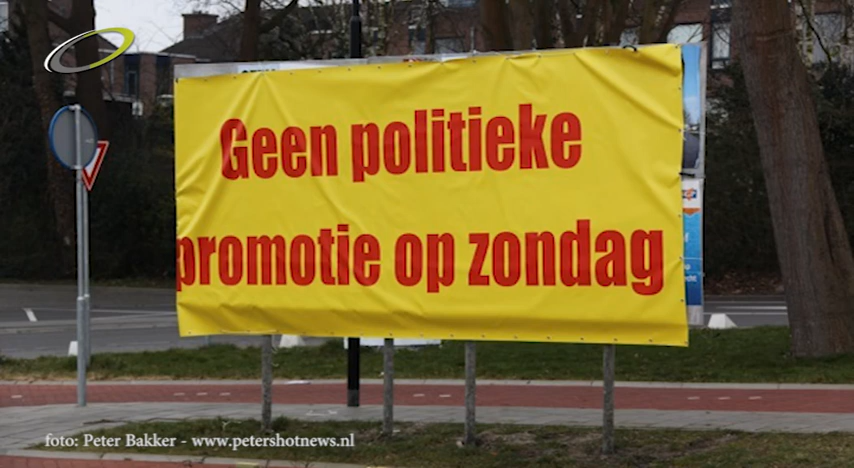 Geen politieke
promotie op zondag
foto: Peter Bakker - www.petershotnews.nl